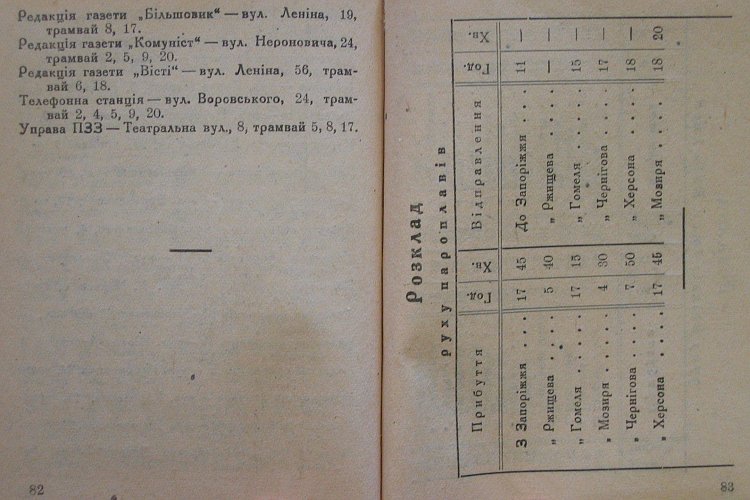 Редакція газети „Більшовик“ — вул. Леніна, 19,
трамвай 8, 17.
Редакція газети „Комуніст“ — вул. Нероновича, 24,
трамвай 2, 5, 9, 20.
Редакція газети „Вісті“ — вул. Леніна, 56, трам-
вай 6, 18.
Телефонна станція — вул. Воровського, 24, трам-
вай 2, 4, 5, 9, 20.
Управа ПЗЗ — Театральна вул., 8, трамвай 5, 8, 17.
82
Розклад
руху пароплавів
Прибуття Год. Хв. Відправлення Год. Хв.
З Запоріжжя . . . . 17 45 До Запоріжжя . . . . 11 —
„ Ржищева . . . . . 5 40 „ Ржищева . . . . . — —
„ Гомеля . . . . . 17 15 „ Гомеля . . . . . 15 —
„ Мозиря . . . . . 4 30 „ Чернігова . . . . 17 —
„ Чернігова . . . . 7 50 „ Херсона . . . . . 18 —
„ Херсона . . . . . 17 45 „ Мозиря . . . . . 18 20
83